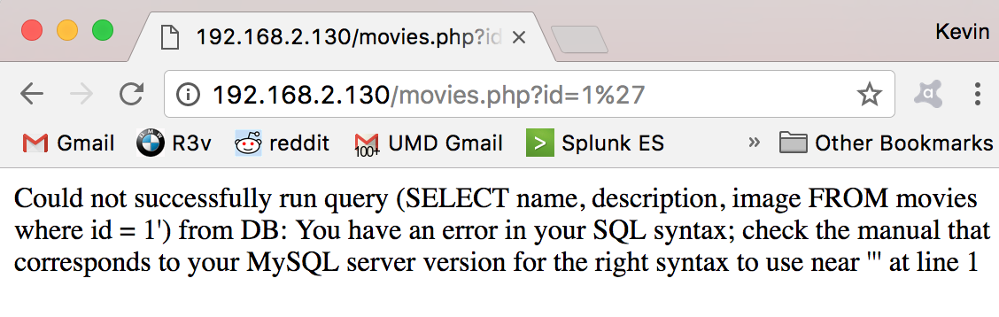 192.168.2.130/movies.php?id
Kevin
192.168.2.130/movies.php?id=1%27
Gmail R3v reddit 100+ UMD Gmail > Splunk ES » Other Bookmarks
Could not successfully run query (SELECT name, description, image FROM movies
where id = 1') from DB: You have an error in your SQL syntax; check the manual that
corresponds to your MySQL server version for the right syntax to use near ''' at line 1